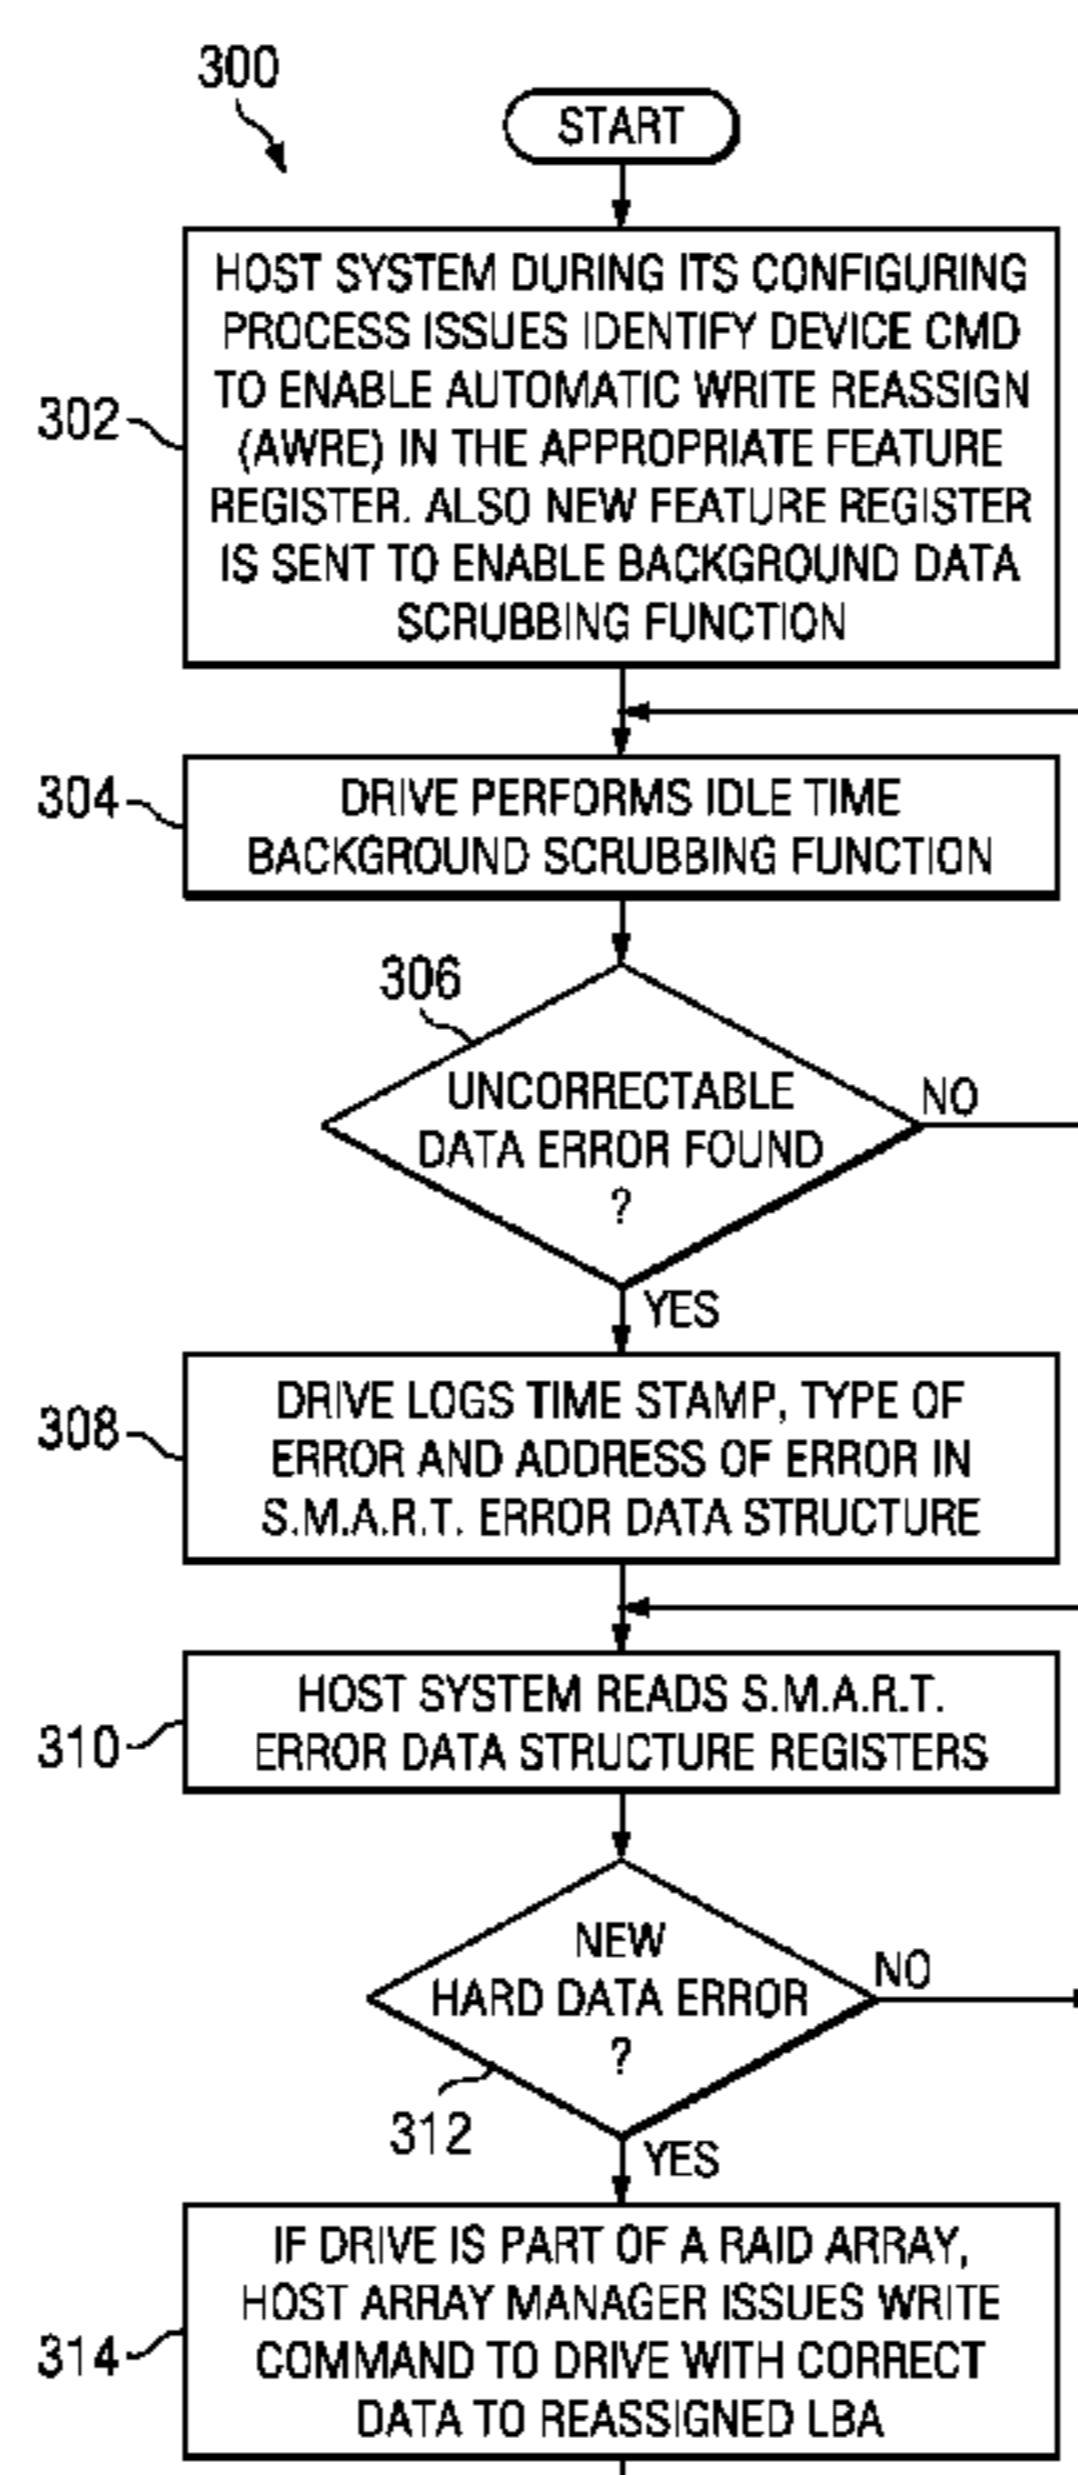 300
START
302
HOST SYSTEM DURING ITS CONFIGURING
PROCESS ISSUES IDENTIFY DEVICE CMD
TO ENABLE AUTOMATIC WRITE REASSIGN
(AWRE) IN THE APPROPRIATE FEATURE
REGISTER. ALSO NEW FEATURE REGISTER
IS SENT TO ENABLE BACKGROUND DATA
SCRUBBING FUNCTION
304
DRIVE PERFORMS IDLE TIME
BACKGROUND SCRUBBING FUNCTION
306
UNCORRECTABLE
DATA ERROR FOUND
?
NO
YES
308
DRIVE LOGS TIME STAMP, TYPE OF
ERROR AND ADDRESS OF ERROR IN
S.M.A.R.T. ERROR DATA STRUCTURE
310
HOST SYSTEM READS S.M.A.R.T.
ERROR DATA STRUCTURE REGISTERS
NEW
HARD DATA ERROR
?
NO
312
YES
314
IF DRIVE IS PART OF A RAID ARRAY,
HOST ARRAY MANAGER ISSUES WRITE
COMMAND TO DRIVE WITH CORRECT
DATA TO REASSIGNED LBA